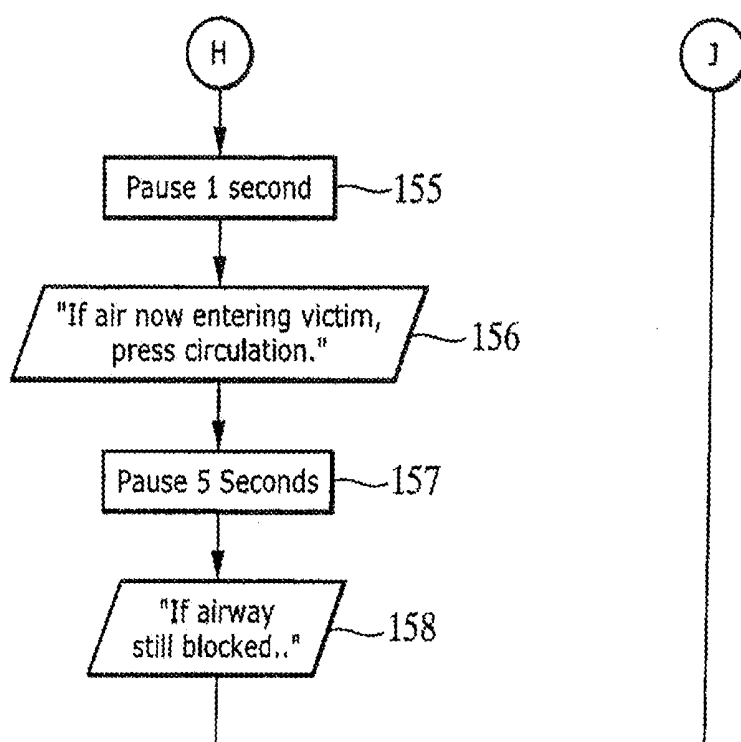 H
J
Pause 1 second
155
"If air now entering victim,
press circulation."
156
Pause 5 Seconds
157
"If airway
still blocked.."
158